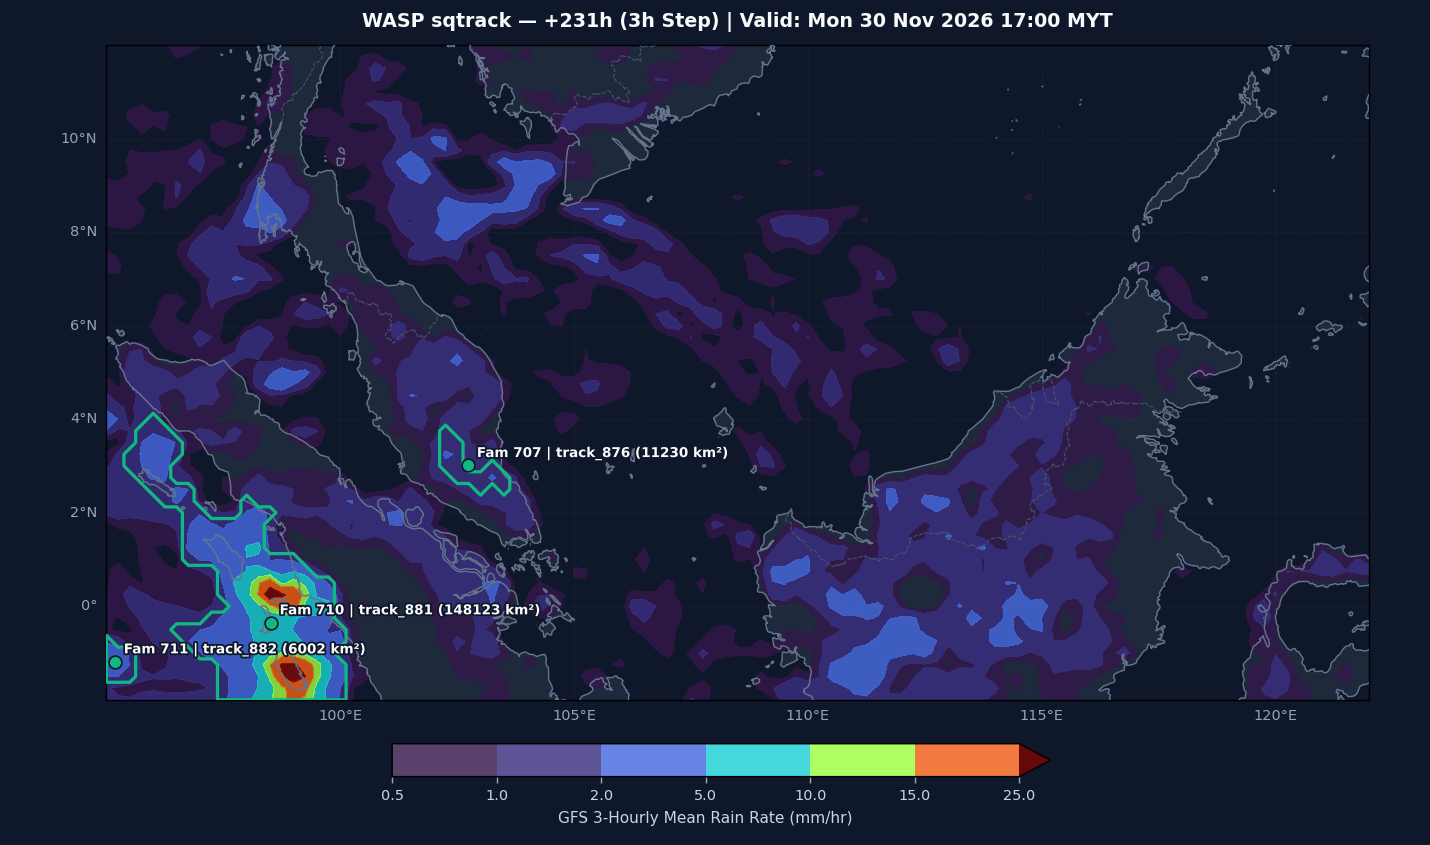 WASP sqtrack — +231h (3h Step) | Valid: Mon 30 Nov 2026 17:00 MYT
10°N
8°N
6°N
4°N
2°N
0°
Fam 707 | track_876 (11230 km²)
Fam 710 | track_881 (148123 km²)
Fam 711 | track_882 (6002 km²)
100°E
105°E
110°E
115°E
120°E
0.5
1.0
2.0
5.0
10.0
15.0
25.0
GFS 3-Hourly Mean Rain Rate (mm/hr)